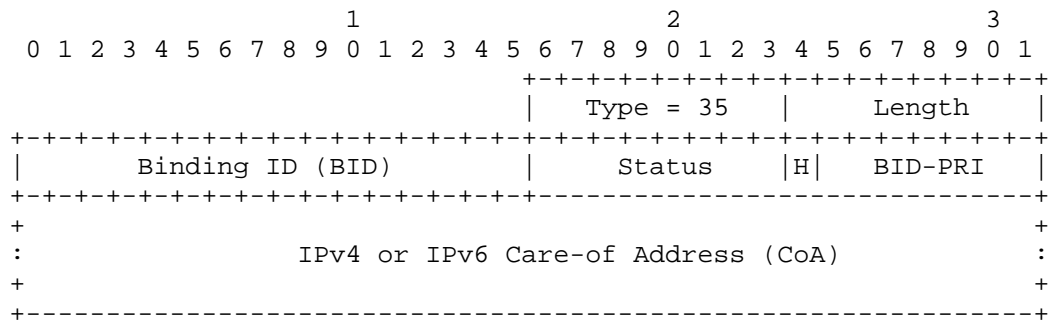 1                   2                   3
 0 1 2 3 4 5 6 7 8 9 0 1 2 3 4 5 6 7 8 9 0 1 2 3 4 5 6 7 8 9 0 1
                                +-+-+-+-+-+-+-+-+-+-+-+-+-+-+-+-+
                                |   Type = 35   |     Length    |
+-+-+-+-+-+-+-+-+-+-+-+-+-+-+-+-+-+-+-+-+-+-+-+-+-+-+-+-+-+-+-+-+
|       Binding ID (BID)        |     Status    |H|   BID-PRI   |
+-+-+-+-+-+-+-+-+-+-+-+-+-+-+-+-+-------------------------------+
+                                                               +
:                 IPv4 or IPv6 Care-of Address (CoA)            :
+                                                               +
+---------------------------------------------------------------+